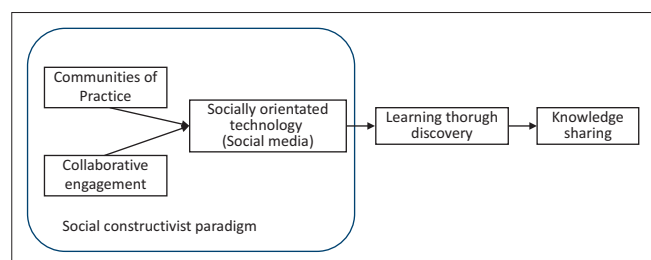 Communities of
Practice
Socially orientated
technology
(Social media)
Learning thorugh
discovery
Knowledge
sharing
Collaborative
engagement
Social constructivist paradigm